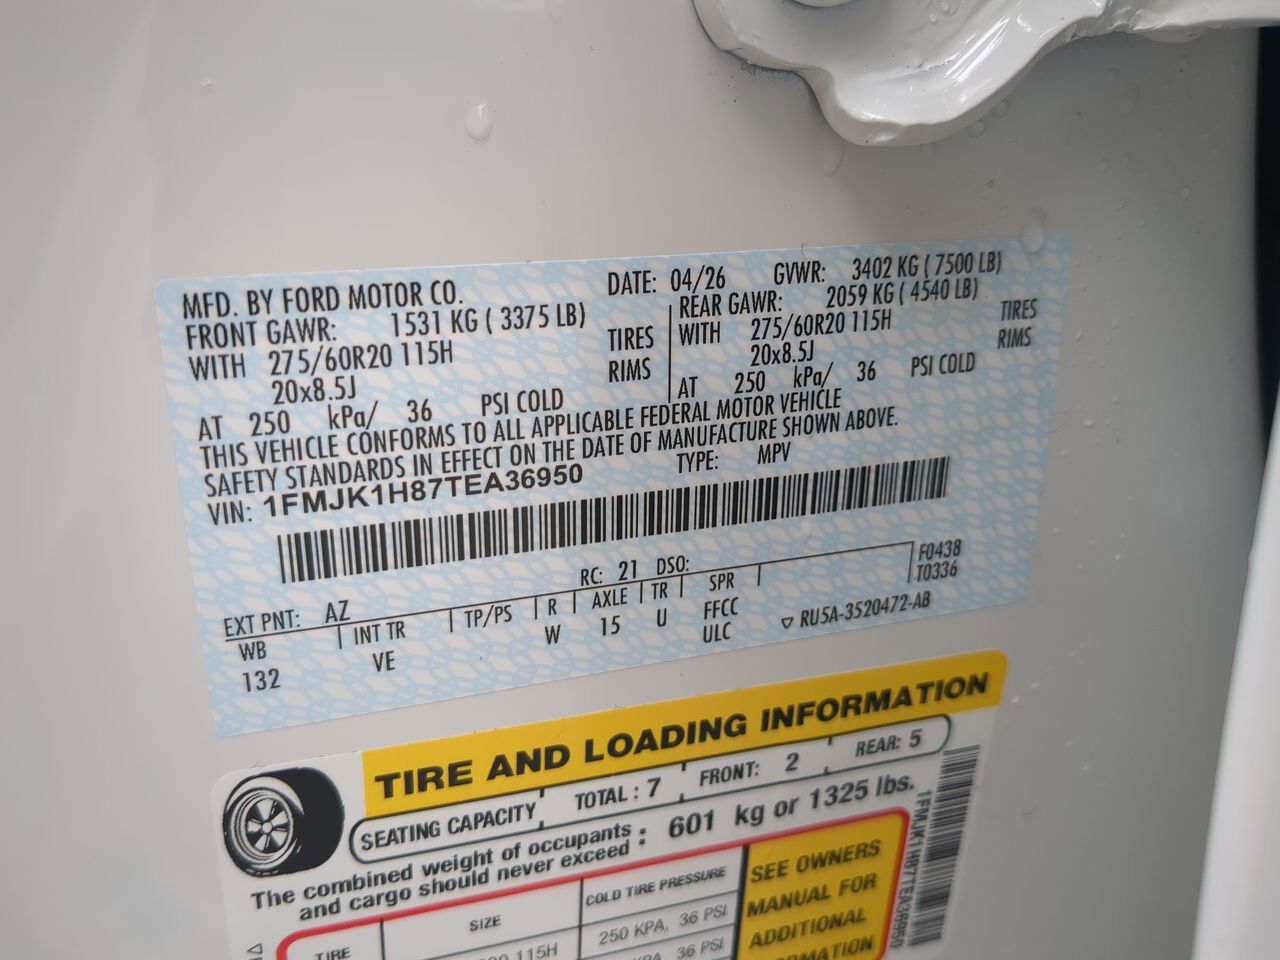 MFD. BY FORD MOTOR CO. DATE: 04/26 GVWR: 3402 KG ( 7500 LB)
FRONT GAWR: 1531 KG ( 3375 LB) REAR GAWR: 2059 KG ( 4540 LB)
WITH 275/60R20 115H TIRES WITH 275/60R20 115H TIRES
20x8.5J RIMS 20x8.5J RIMS
AT 250 kPa/ 36 PSI COLD AT 250 kPa/ 36 PSI COLD
THIS VEHICLE CONFORMS TO ALL APPLICABLE FEDERAL MOTOR VEHICLE
SAFETY STANDARDS IN EFFECT ON THE DATE OF MANUFACTURE SHOWN ABOVE.
VIN: 1FMJK1H87TEA36950 TYPE: MPV
RC: 21 DSO:
EXT PNT: AZ F0438
WB INT TR TP/PS R AXLE TR SPR T0336
132 VE W 15 U FFCC
ULC ▽ RU5A-3520472-AB
TIRE AND LOADING INFORMATION
SEATING CAPACITY TOTAL : 7 FRONT: 2 REAR: 5
The combined weight of occupants : 601 kg or 1325 lbs.
and cargo should never exceed :
TIRE SIZE COLD TIRE PRESSURE SEE OWNERS
115H 250 KPA, 36 PSI MANUAL FOR
36 PSI ADDITIONAL
1FMJK1H87TEA36950